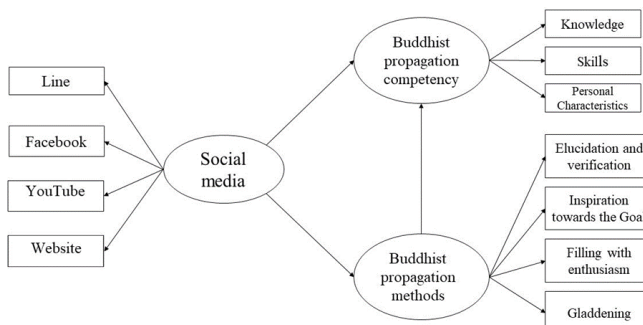 Line
Facebook
YouTube
Website
Social
media
Buddhist
propagation
competency
Buddhist
propagation
methods
Knowledge
Skills
Personal
Characteristics
Elucidation and
verification
Inspiration
towards the Goa
Filling with
enthusiasm
Gladdening